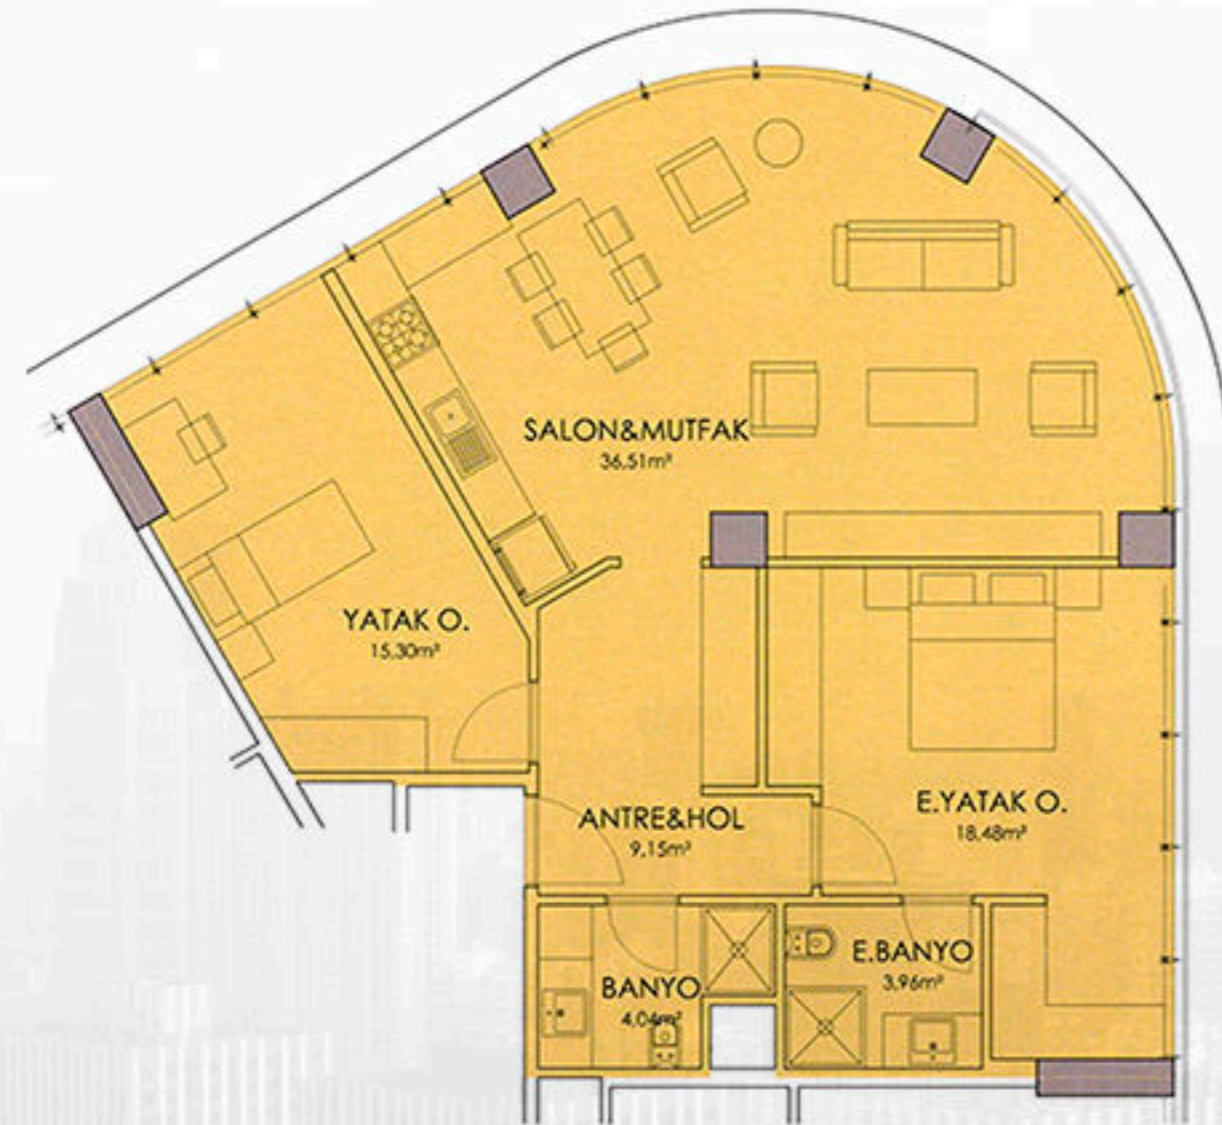 SALON&MUTFAK
36.51m²
YATAK O.
15.30m²
ANTRE&HOL
9.15m²
E.YATAK O.
18.48m²
BANYO
4.04m²
E.BANYO
3.96m²